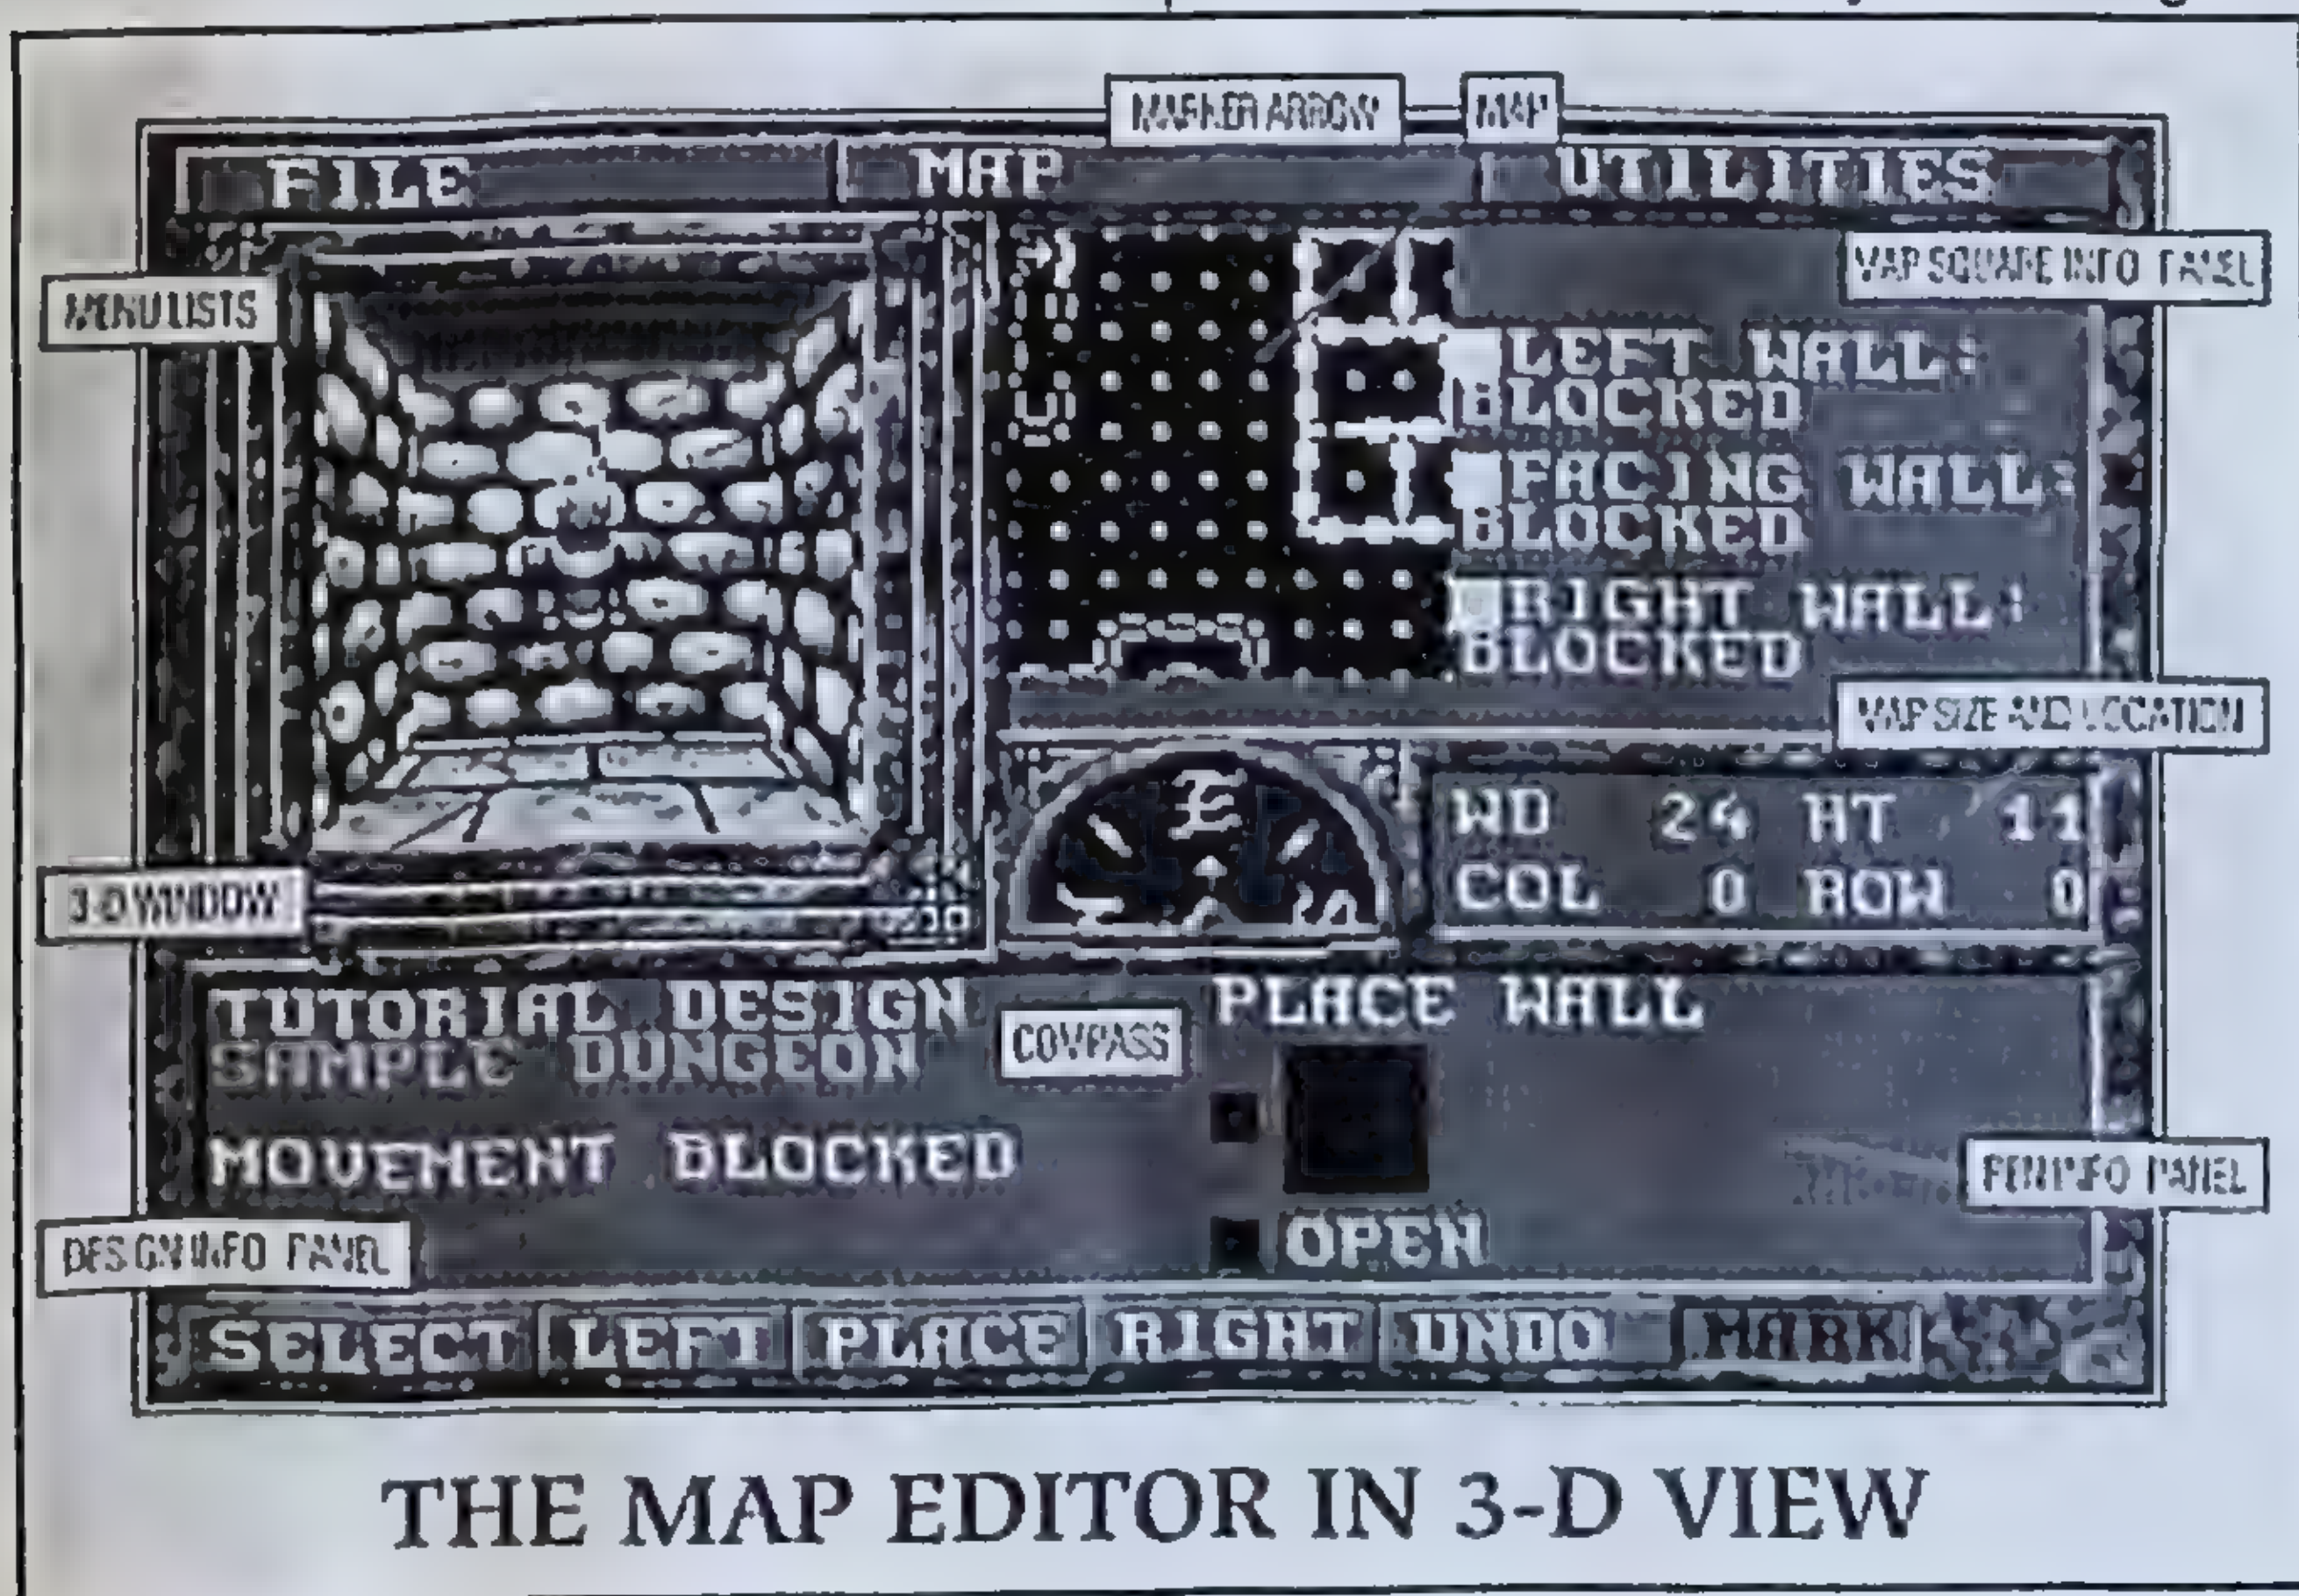 MARKER ARROW
MAP
FILE
MAP
UTILITIES
MENU LISTS
MAP SQUARE INFO PANEL
LEFT WALL:
BLOCKED
FACING WALL:
BLOCKED
RIGHT WALL:
BLOCKED
MAP SIZE AND LOCATION
E
WD 24 HT 11
COL 0 ROW 0
3-D WINDOW
TUTORIAL DESIGN
SAMPLE DUNGEON
COMPASS
PLACE WALL
MOVEMENT BLOCKED
PEN INFO PANEL
DESIGN INFO PANEL
OPEN
SELECT LEFT PLACE RIGHT UNDO MARK
THE MAP EDITOR IN 3-D VIEW